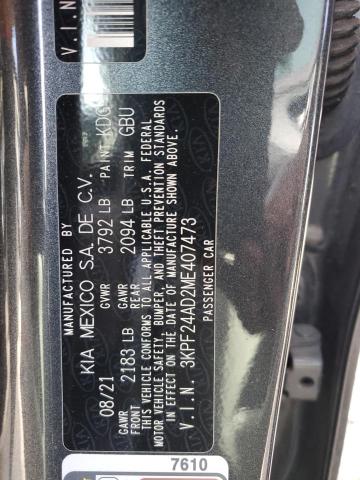 V.I.N
MANUFACTURED BY
KIA MEXICO S.A. DE C.V.
08/21 GVWR 3792 LB PAINT KDG
GAWR FRONT 2183 LB GAWR REAR 2094 LB TRIM GBU
THIS VEHICLE CONFORMS TO ALL APPLICABLE U.S.A. FEDERAL
MOTOR VEHICLE SAFETY, BUMPER, AND THEFT PREVENTION STANDARDS
IN EFFECT ON THE DATE OF MANUFACTURE SHOWN ABOVE.
V.I.N. 3KPF24AD2ME407473
PASSENGER CAR
7610